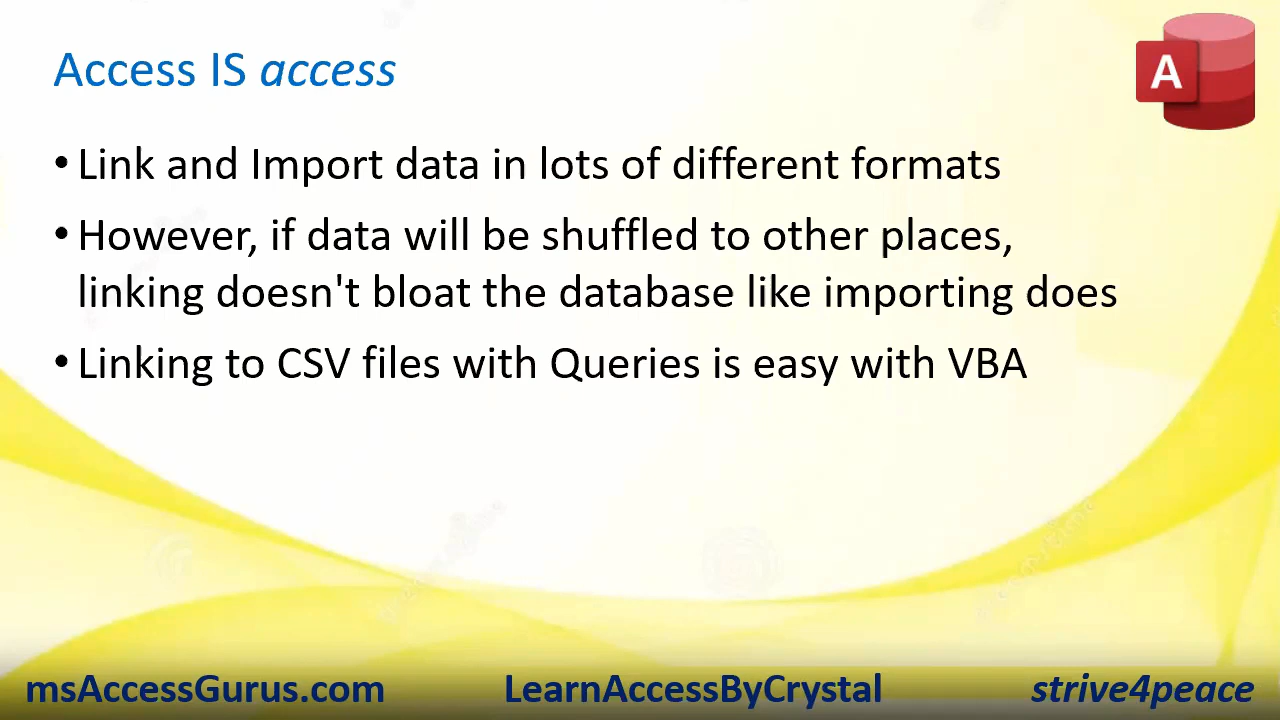 Access IS access
A
• Link and Import data in lots of different formats
• However, if data will be shuffled to other places,
linking doesn't bloat the database like importing does
• Linking to CSV files with Queries is easy with VBA
msAccessGurus.com LearnAccessByCrystal strive4peace